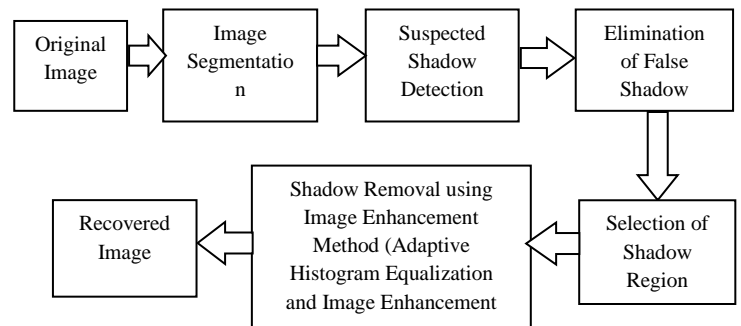 Original
Image
Image
Segmentatio
n
Suspected
Shadow
Detection
Elimination
of False
Shadow
Selection of
Shadow
Region
Shadow Removal using
Image Enhancement
Method (Adaptive
Histogram Equalization
and Image Enhancement
Recovered
Image